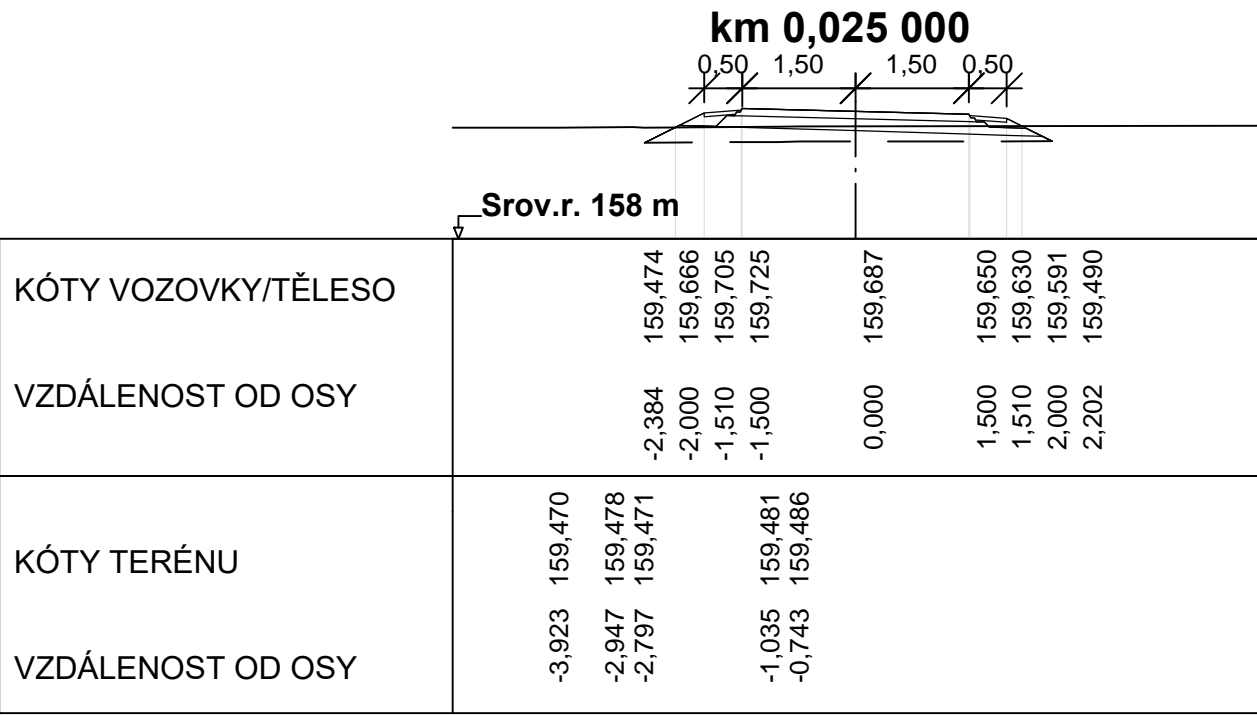 km 0,025 000
0,50 1,50 1,50 0,50
Srov.r. 158 m
KÓTY VOZOVKY/TĚLESO
159,474 159,666 159,705 159,725 159,687 159,650 159,630 159,591 159,490
VZDÁLENOST OD OSY
-2,384 -2,000 -1,510 -1,500 0,000 1,500 1,510 2,000 2,202
KÓTY TERÉNU
159,470 159,478 159,471 159,481 159,486
VZDÁLENOST OD OSY
-3,923 -2,947 -2,797 -1,035 -0,743